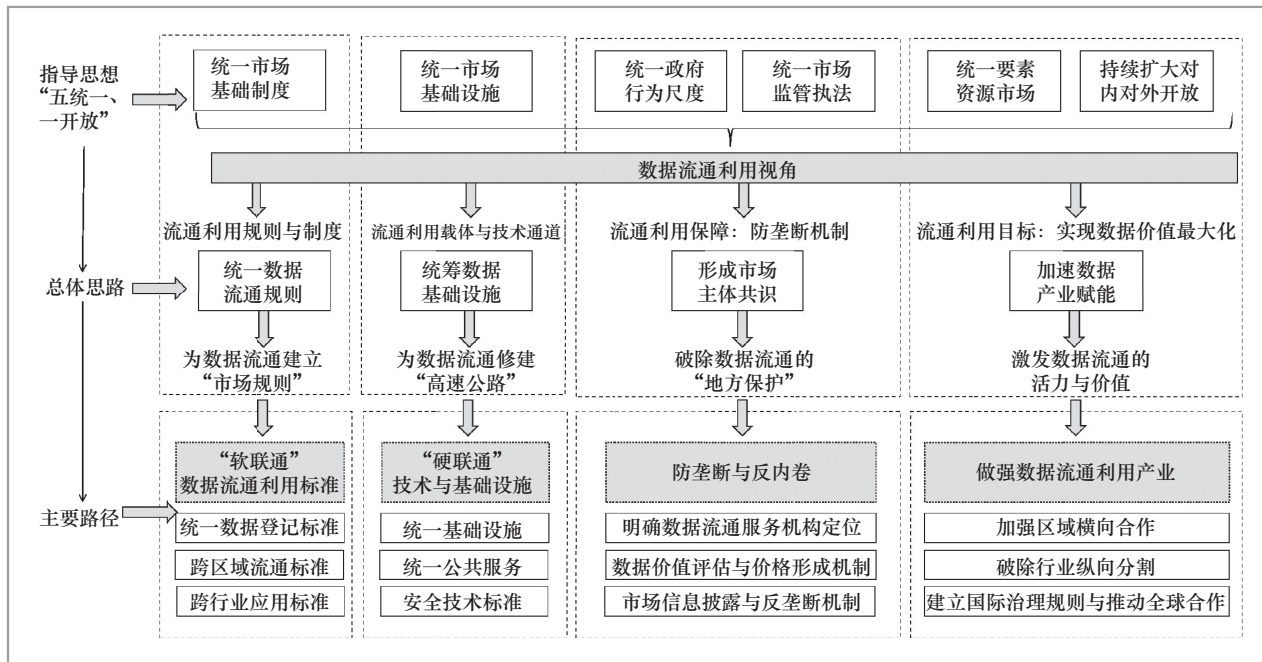 指导思想
“五统一、
一开放”
统一市场
基础制度
统一市场
基础设施
统一政府
行为尺度
统一市场
监管执法
统一要素
资源市场
持续扩大对
内对外开放
数据流通利用视角
流通利用规则与制度
流通利用载体与技术通道
流通利用保障：防垄断机制
流通利用目标：实现数据价值最大化
总体思路
统一数据
流通规则
统筹数据
基础设施
形成市场
主体共识
加速数据
产业赋能
为数据流通建立
“市场规则”
为数据流通修建
“高速公路”
破除数据流通的
“地方保护”
激发数据流通的
活力与价值
主要路径
“软联通”
数据流通利用标准
“硬联通”
技术与基础设施
防垄断与反内卷
做强数据流通利用产业
统一数据登记标准
统一基础设施
明确数据流通服务机构定位
加强区域横向合作
跨区域流通标准
统一公共服务
数据价值评估与价格形成机制
破除行业纵向分割
跨行业应用标准
安全技术标准
市场信息披露与反垄断机制
建立国际治理规则与推动全球合作